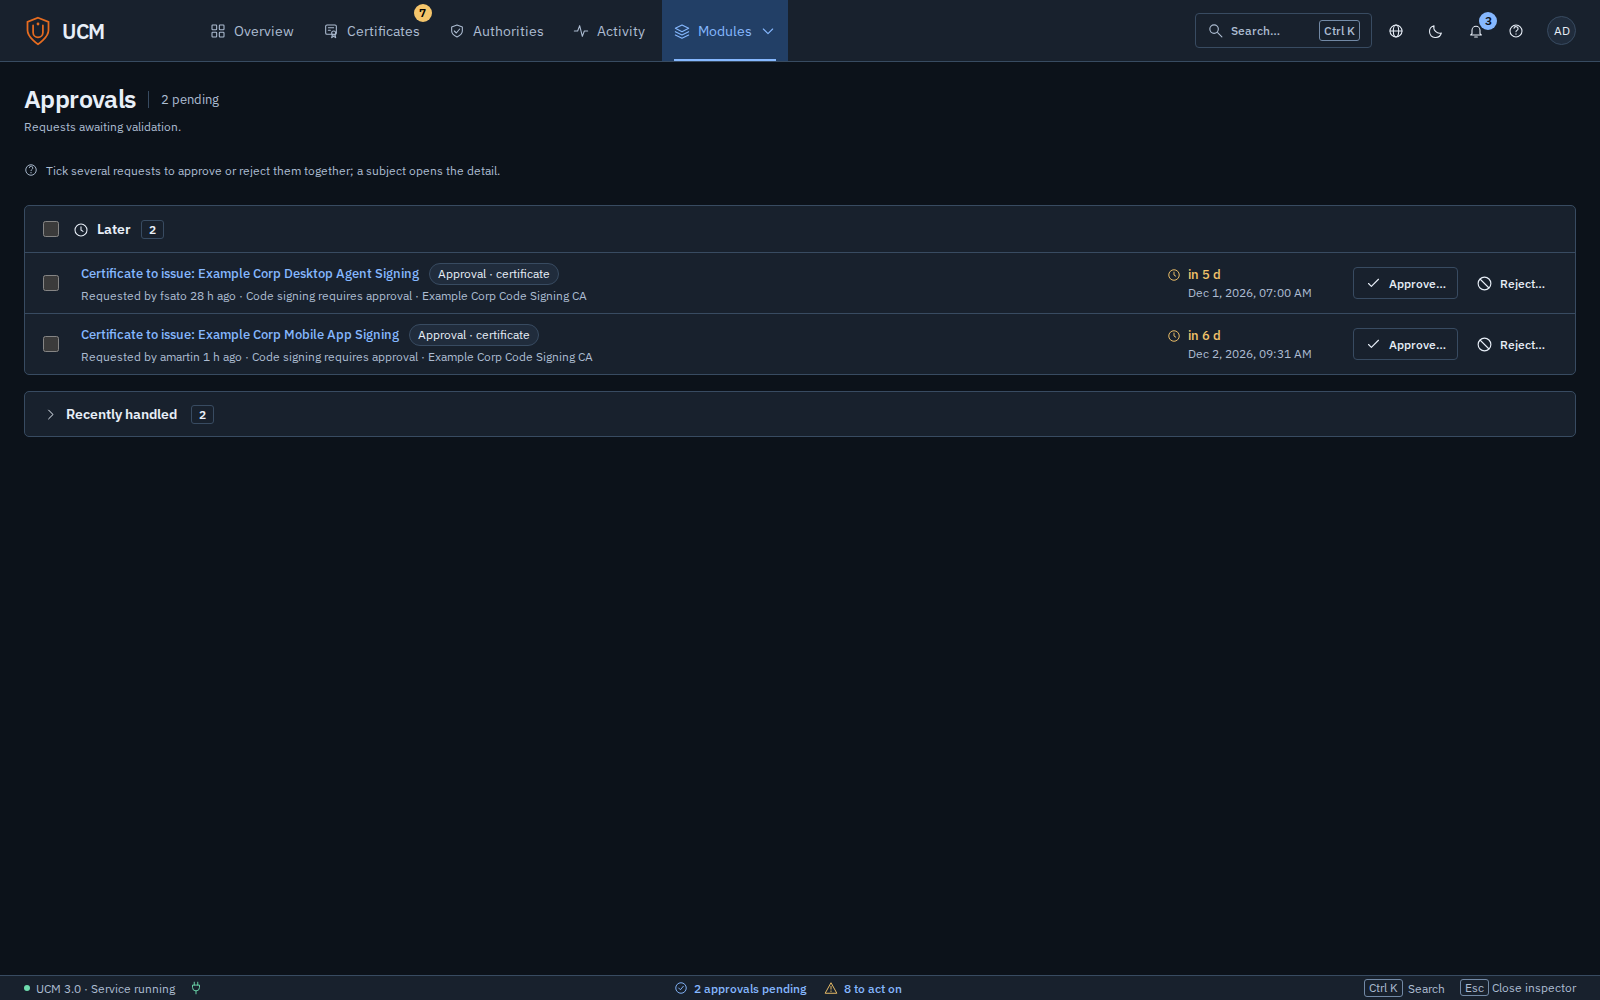 UCM
Overview
Certificates
7
Authorities
Activity
Modules
Search...
Ctrl K
3
AD
Approvals
2 pending
Requests awaiting validation.
Tick several requests to approve or reject them together; a subject opens the detail.
Later 2
Certificate to issue: Example Corp Desktop Agent Signing
Approval · certificate
Requested by fsato 28 h ago · Code signing requires approval · Example Corp Code Signing CA
in 5 d
Dec 1, 2026, 07:00 AM
Approve...
Reject...
Certificate to issue: Example Corp Mobile App Signing
Approval · certificate
Requested by amartin 1 h ago · Code signing requires approval · Example Corp Code Signing CA
in 6 d
Dec 2, 2026, 09:31 AM
Approve...
Reject...
Recently handled 2
UCM 3.0 · Service running
2 approvals pending
8 to act on
Ctrl K Search
Esc Close inspector